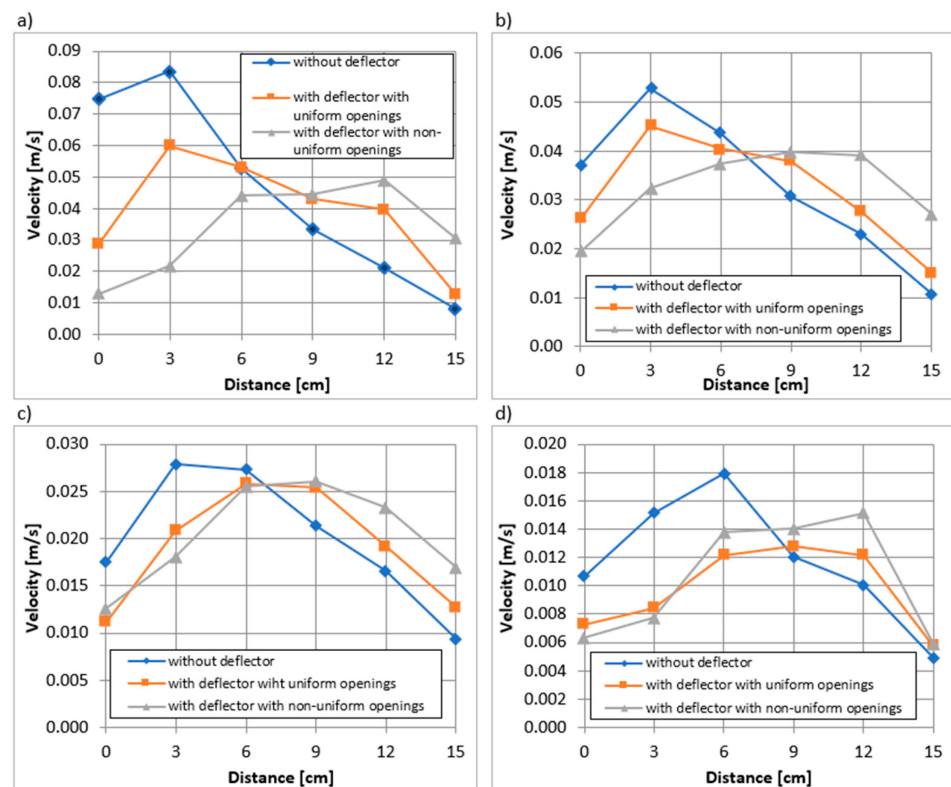 a)
0.09
0.08
0.07
0.06
0.05
0.04
0.03
0.02
0.01
0.00
Velocity [m/s]
without deflector
with deflector with
uniform openings
with deflector with non-
uniform openings
0 3 6 9 12 15
Distance [cm]
b)
0.06
0.05
0.04
0.03
0.02
0.01
0.00
Velocity [m/s]
without deflector
with deflector with uniform openings
with deflector with non-uniform openings
0 3 6 9 12 15
Distance [cm]
c)
0.030
0.025
0.020
0.015
0.010
0.005
0.000
Velocity [m/s]
without deflector
with deflector wiht uniform openings
with deflector with non-uniform openings
0 3 6 9 12 15
Distance [cm]
d)
0.020
0.018
0.016
0.014
0.012
0.010
0.008
0.006
0.004
0.002
0.000
Velocity [m/s]
without deflector
with deflector with uniform openings
with deflector with non-uniform openings
0 3 6 9 12 15
Distance [cm]